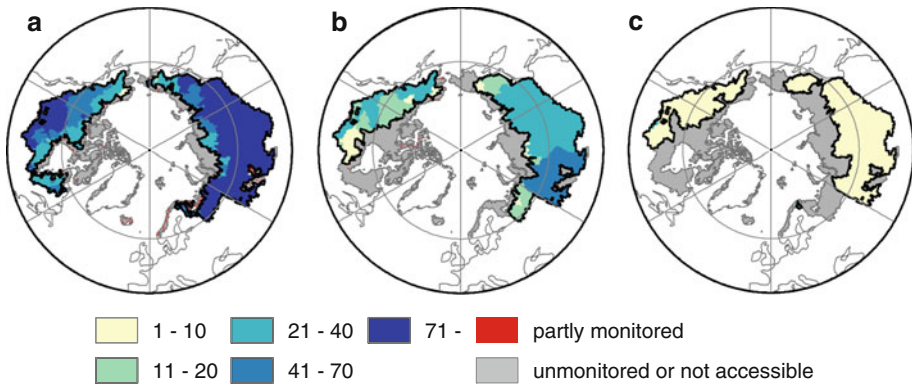 a b c
1 - 10 21 - 40 71 - partly monitored
11 - 20 41 - 70 unmonitored or not accessible